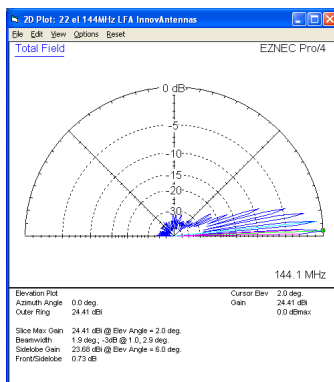 2D Plot: 22 el 144MHz LFA InnovAntennas
File Edit View Options Reset
Total Field
EZNEC Pro/4
0 dB
-5
-10
-15
-20
-30
144.1 MHz
Elevation Plot
Azimuth Angle 0.0 deg.
Outer Ring 24.41 dBi
Cursor Elev 2.0 deg.
Gain 24.41 dBi
0.0 dBmax
Slice Max Gain 24.41 dBi @ Elev Angle = 2.0 deg.
Beamwidth 1.9 deg.; -3dB @ 1.0, 2.9 deg.
Sidelobe Gain 23.68 dBi @ Elev Angle = 6.0 deg.
Front/Sidelobe 0.73 dB